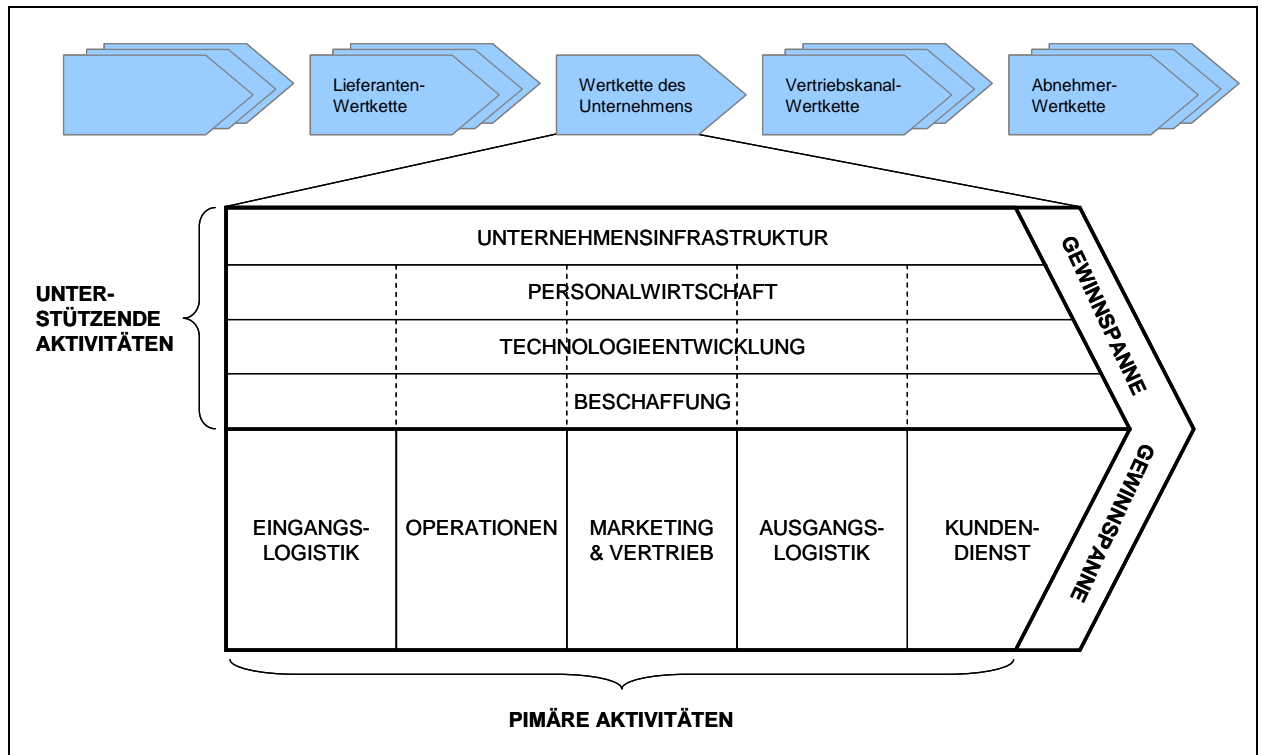 Lieferanten-
Wertkette
Wertkette des
Unternehmens
Vertriebskanal-
Wertkette
Abnehmer-
Wertkette
UNTER-
STÜTZENDE
AKTIVITÄTEN
UNTERNEHMENSINFRASTRUKTUR
PERSONALWIRTSCHAFT
TECHNOLOGIEENTWICKLUNG
BESCHAFFUNG
GEWINNSPANNE
GEWINNSPANNE
EINGANGS-
LOGISTIK
OPERATIONEN
MARKETING
& VERTRIEB
AUSGANGS-
LOGISTIK
KUNDEN-
DIENST
PIMÄRE AKTIVITÄTEN